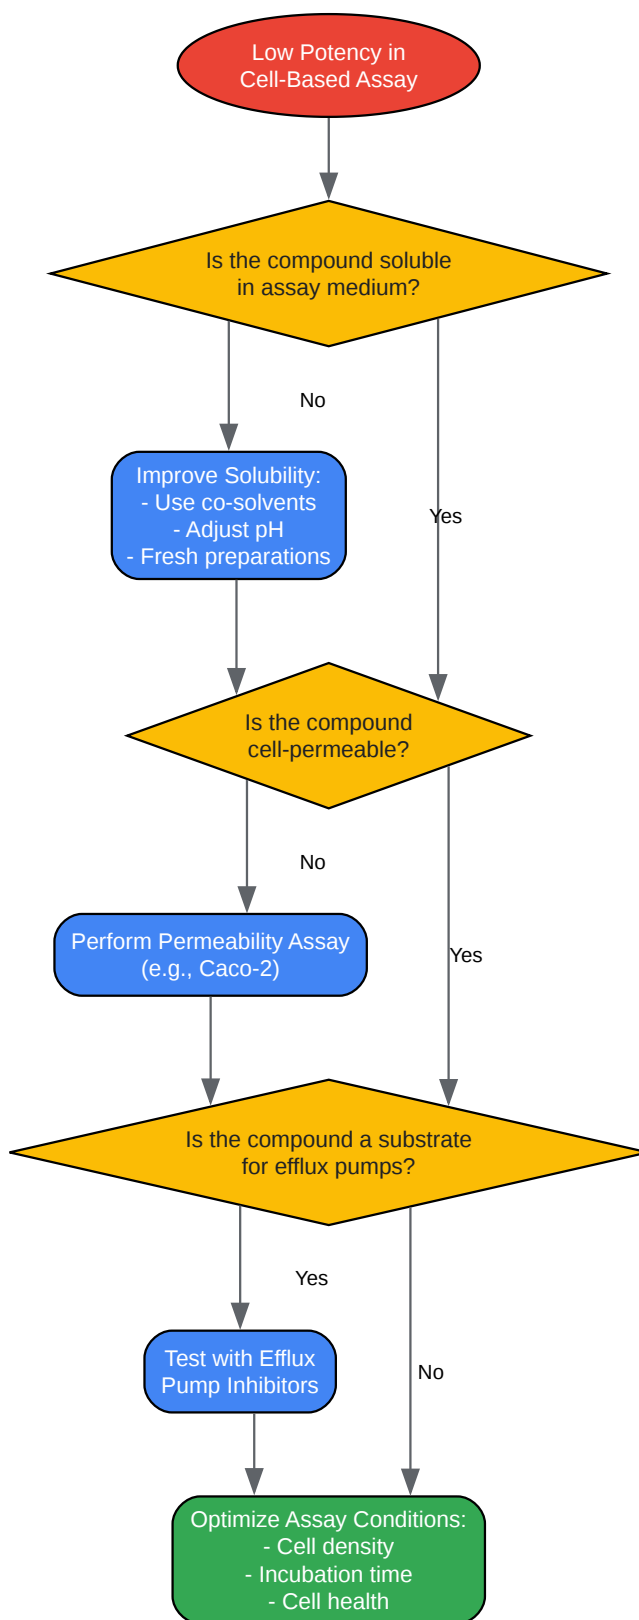 Low Potency in
Cell-Based Assay
Is the compound soluble
in assay medium?
No
Improve Solubility:
- Use co-solvents
- Adjust pH
- Fresh preparations
Yes
Is the compound
cell-permeable?
No
Perform Permeability Assay
(e.g., Caco-2)
Yes
Is the compound a substrate
for efflux pumps?
Yes
Test with Efflux
Pump Inhibitors
No
Optimize Assay Conditions:
- Cell density
- Incubation time
- Cell health